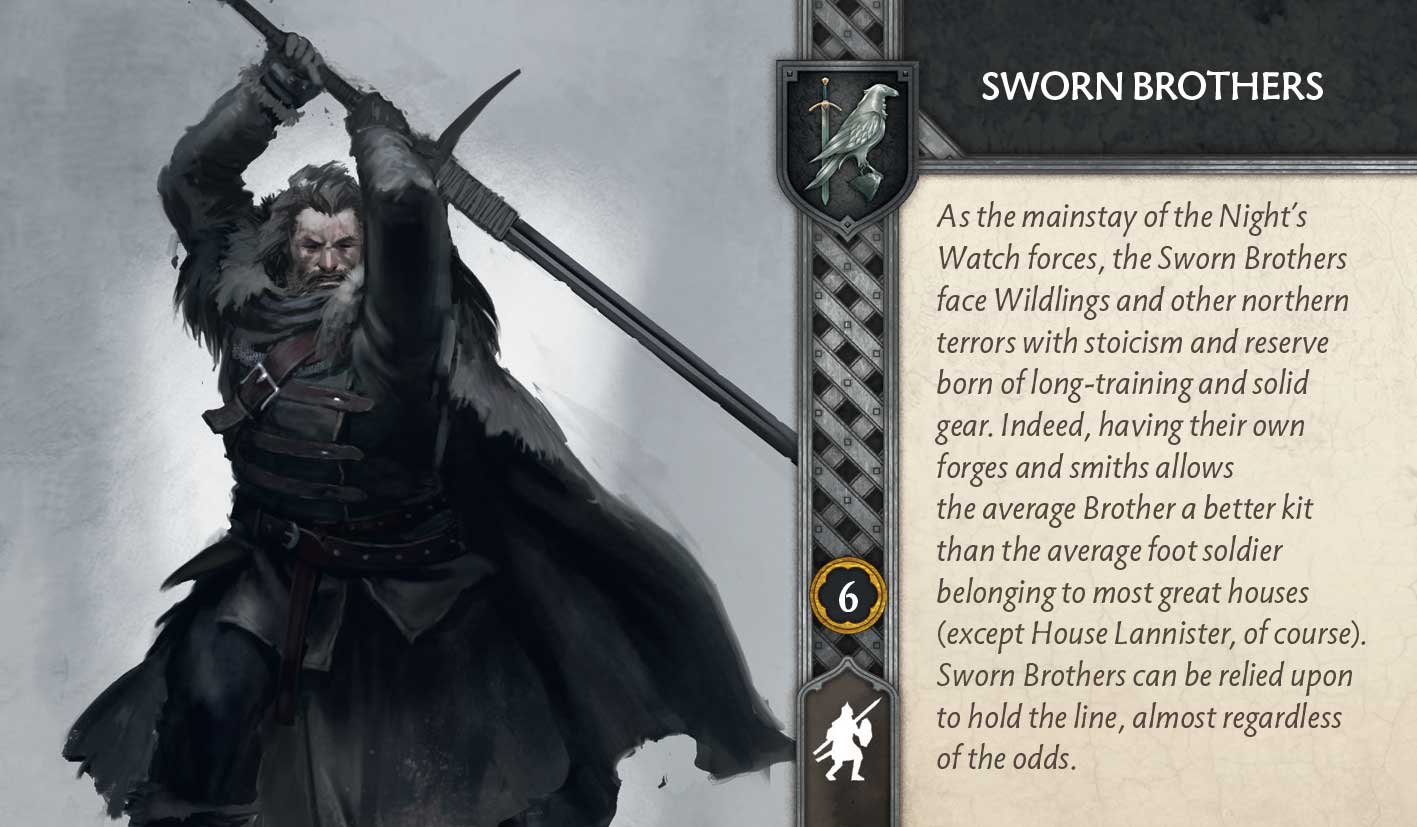 SWORN BROTHERS
As the mainstay of the Night's
Watch forces, the Sworn Brothers
face Wildlings and other northern
terrors with stoicism and reserve
born of long-training and solid
gear. Indeed, having their own
forges and smiths allows
the average Brother a better kit
than the average foot soldier
belonging to most great houses
(except House Lannister, of course).
Sworn Brothers can be relied upon
to hold the line, almost regardless
of the odds.
6